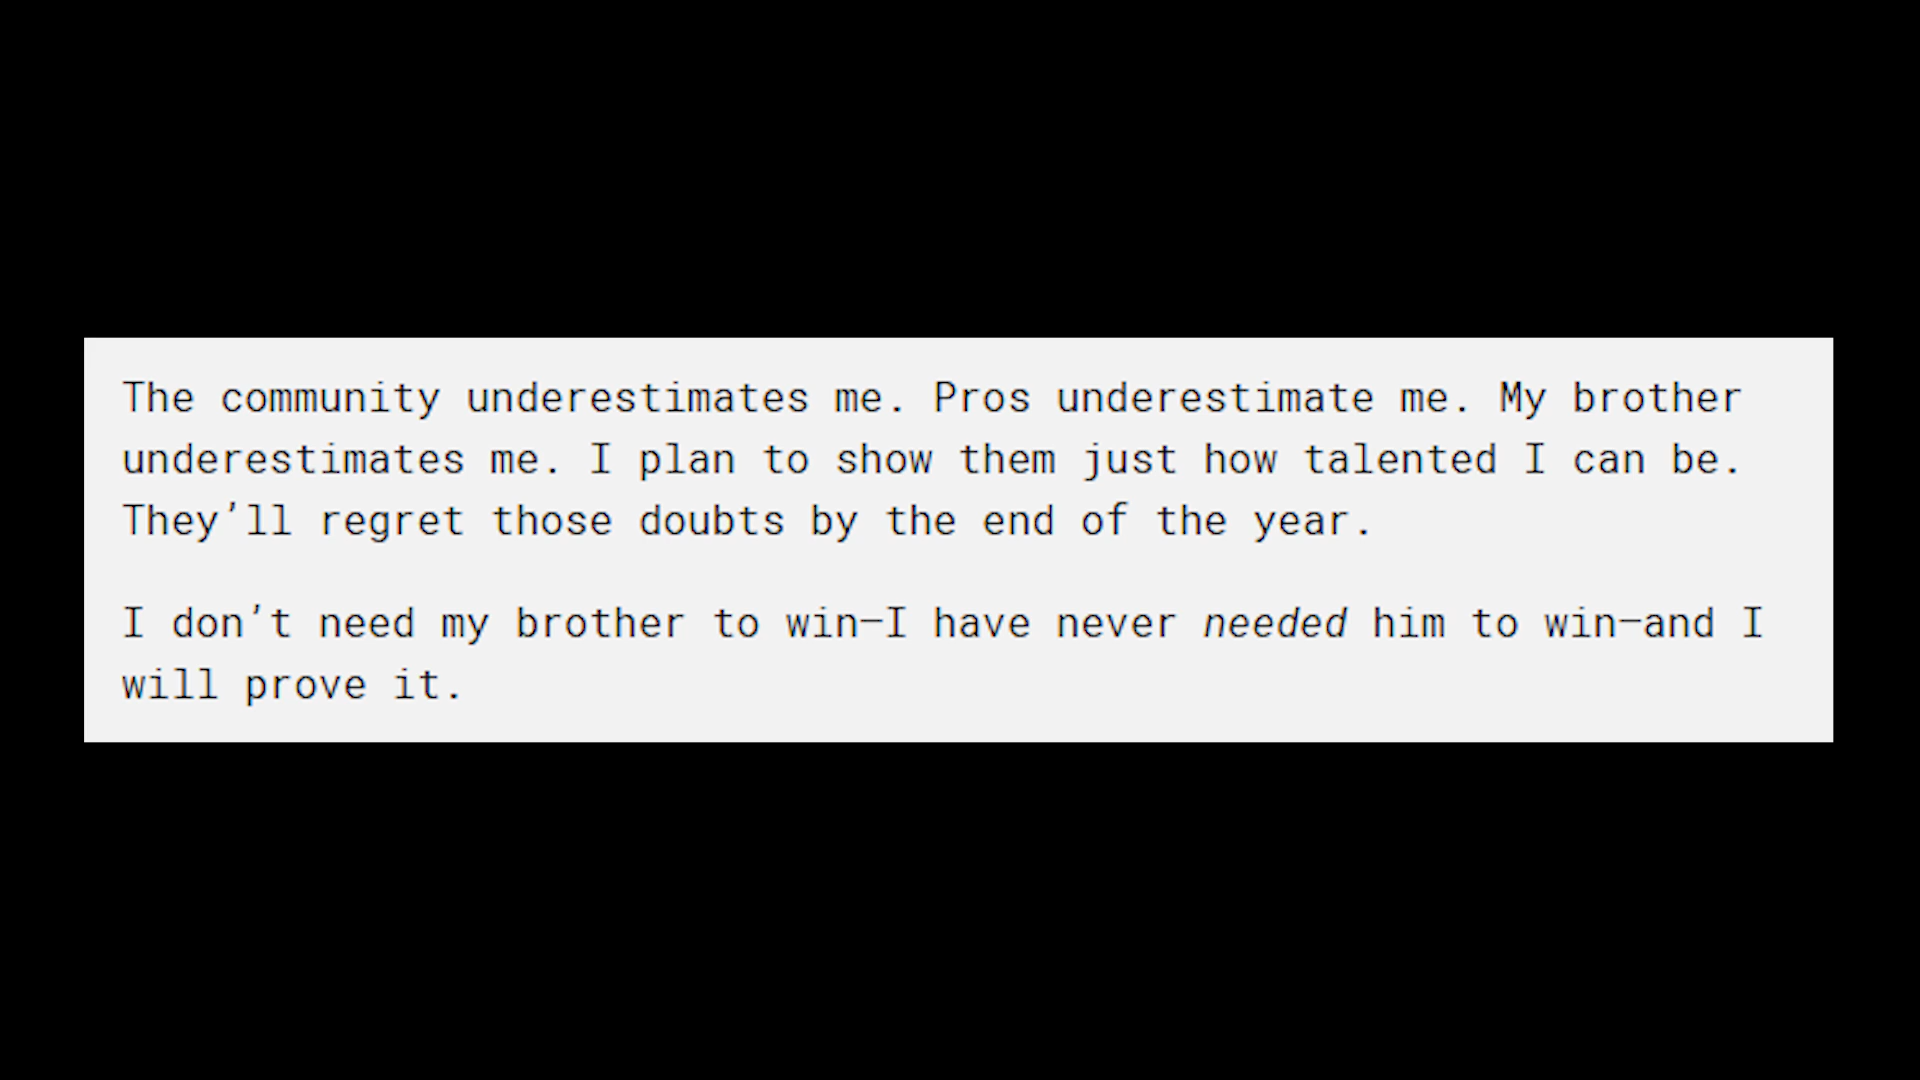 The community underestimates me. Pros underestimate me. My brother
underestimates me. I plan to show them just how talented I can be.
They’ll regret those doubts by the end of the year.
I don’t need my brother to win—I have never needed him to win—and I
will prove it.